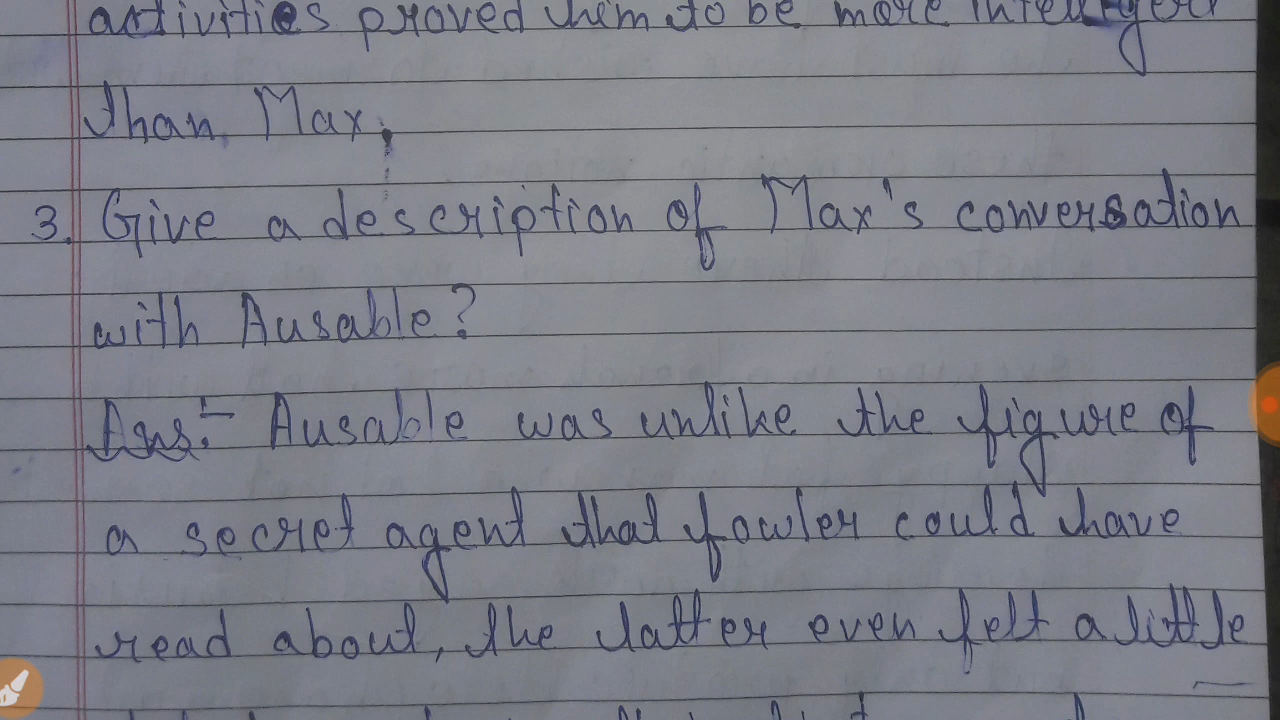 activities proved them to be more intelligent
than Max.
3. Give a description of Max's conversation
with Ausable?
Ans:- Ausable was unlike the figure of
a secret agent that fowler could have
read about, the latter even felt a little